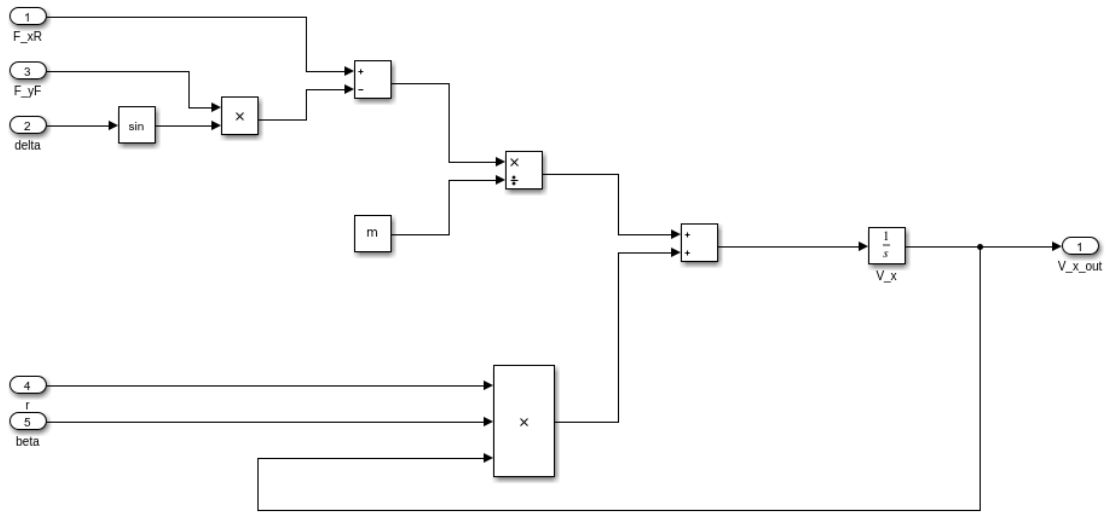 1
F_xR
3
F_yF
2
delta
sin
×
+
−
×
÷
m
+
+
1
s
V_x
1
V_x_out
4
r
5
beta
×